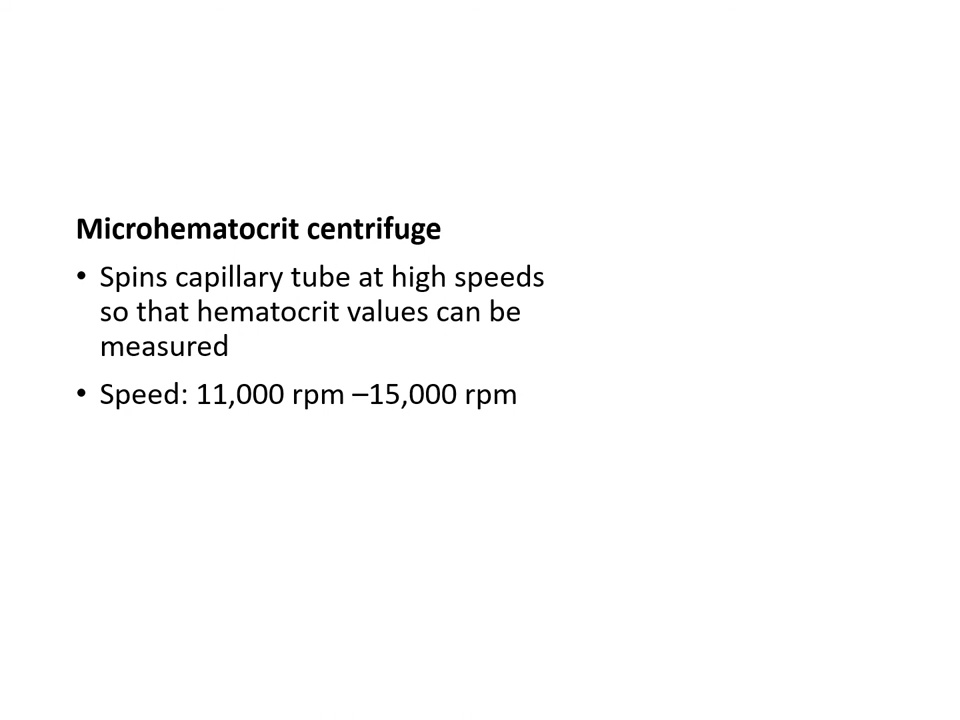 Microhematocrit centrifuge
• Spins capillary tube at high speeds
so that hematocrit values can be
measured
• Speed: 11,000 rpm –15,000 rpm